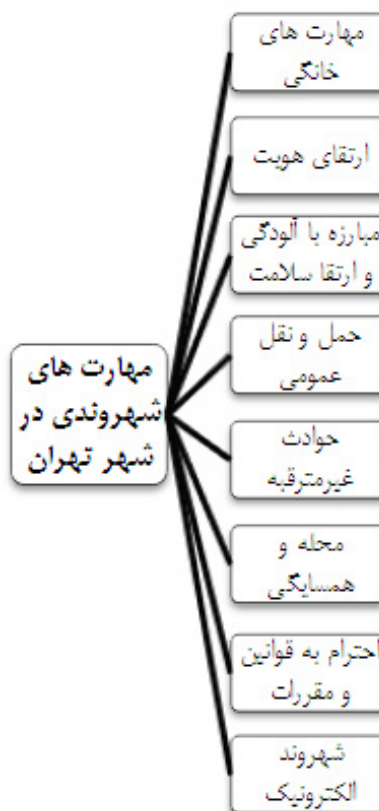 مهارت های
شهروندی در
شهر تهران
مهارت های
خانگی
ارتقای هویت
مبارزه با آلودگی
و ارتقا سلامت
حمل و نقل
عمومی
حوادث
غیرمترقبه
محله و
همسایگی
احترام به قوانین
و مقررات
شهروند
الکترونیک